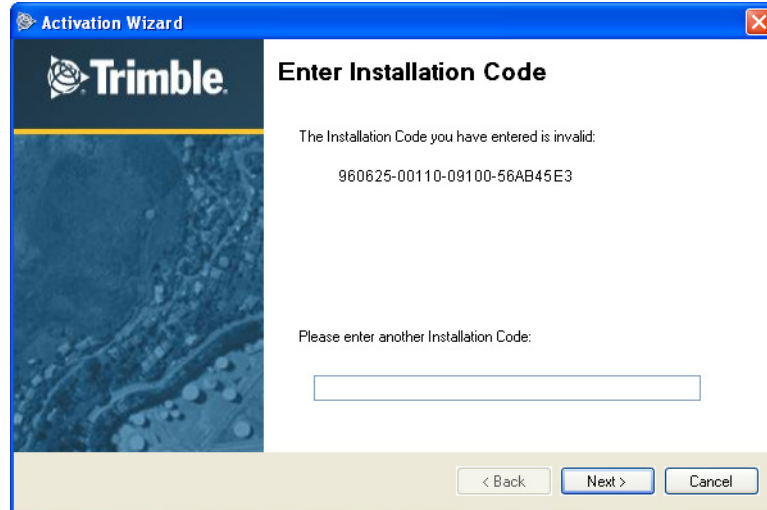 Activation Wizard
Trimble.
Enter Installation Code
The Installation Code you have entered is invalid:
960625-00110-09100-56AB45E3
Please enter another Installation Code:
< Back
Next >
Cancel